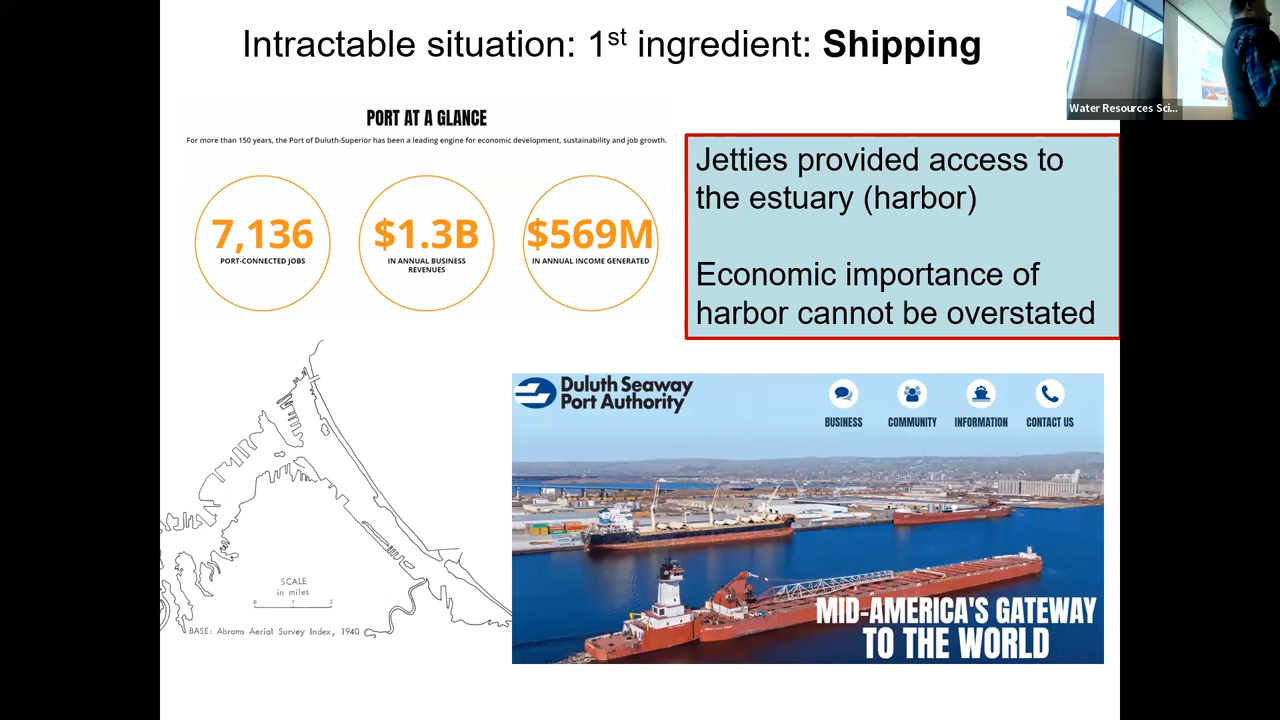 Intractable situation: 1st ingredient: Shipping
Water Resources Sci...
PORT AT A GLANCE
For more than 150 years, the Port of Duluth-Superior has been a leading engine for economic development, sustainability and job growth.
7,136
PORT-CONNECTED JOBS
$1.3B
IN ANNUAL BUSINESS
REVENUES
$569M
IN ANNUAL INCOME GENERATED
Jetties provided access to
the estuary (harbor)
Economic importance of
harbor cannot be overstated
SCALE
in miles
0 1 2
BASE: Abrams Aerial Survey Index, 1940
Duluth Seaway
Port Authority
BUSINESS COMMUNITY INFORMATION CONTACT US
MID-AMERICA'S GATEWAY
TO THE WORLD